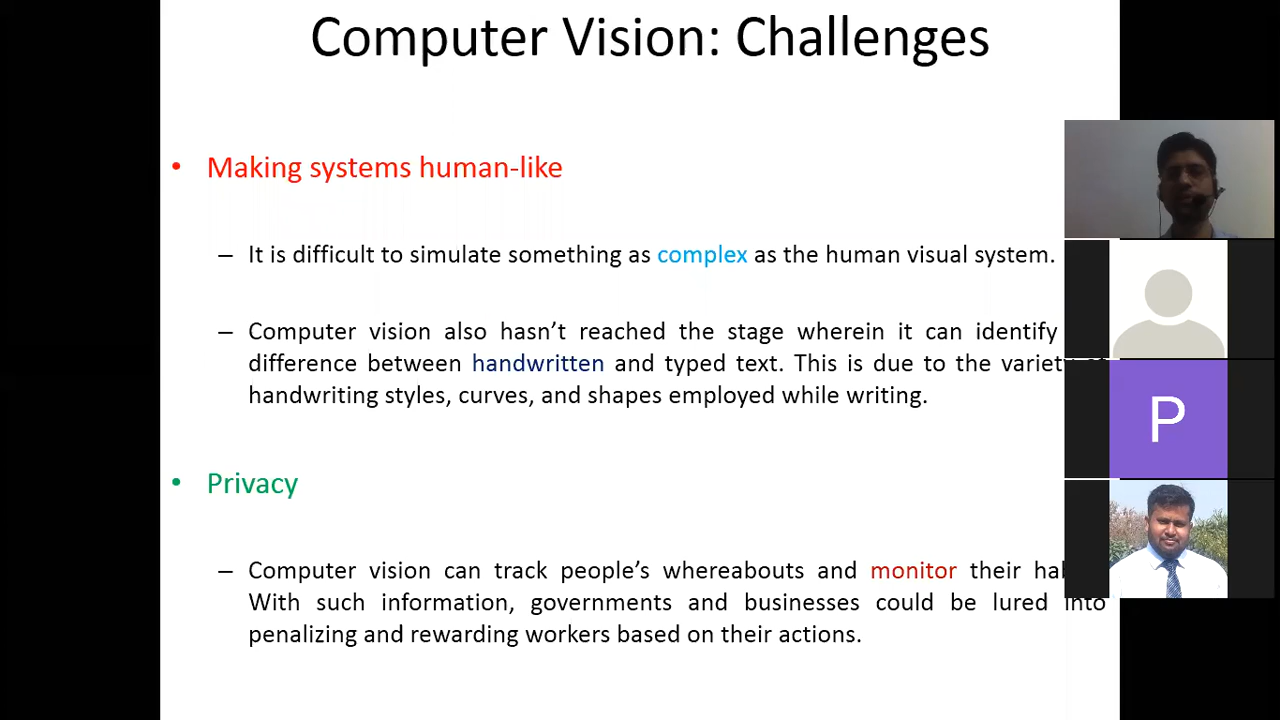 Computer Vision: Challenges
• Making systems human-like
– It is difficult to simulate something as complex as the human visual system.
– Computer vision also hasn't reached the stage wherein it can identify
difference between handwritten and typed text. This is due to the variety
handwriting styles, curves, and shapes employed while writing.
• Privacy
– Computer vision can track people's whereabouts and monitor their
With such information, governments and businesses could be lured into
penalizing and rewarding workers based on their actions.
P